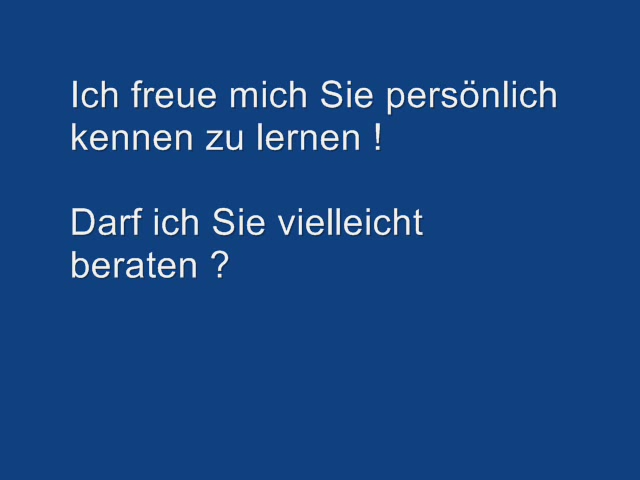 Ich freue mich Sie persönlich
kennen zu lernen !
Darf ich Sie vielleicht
beraten ?